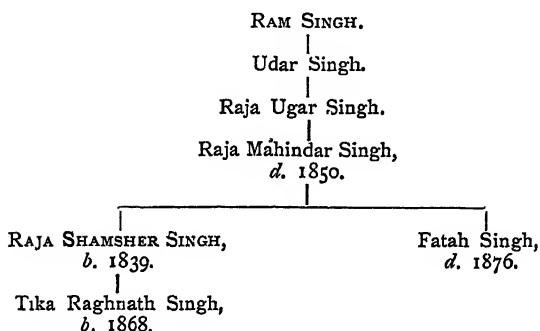 RAM SINGH.
Udar Singh.
Raja Ugar Singh.
Raja Mahindar Singh,
d. 1850.
RAJA SHAMSHER SINGH,
b. 1839.
Fatah Singh,
d. 1876.
Tika Raghnath Singh,
b. 1868.